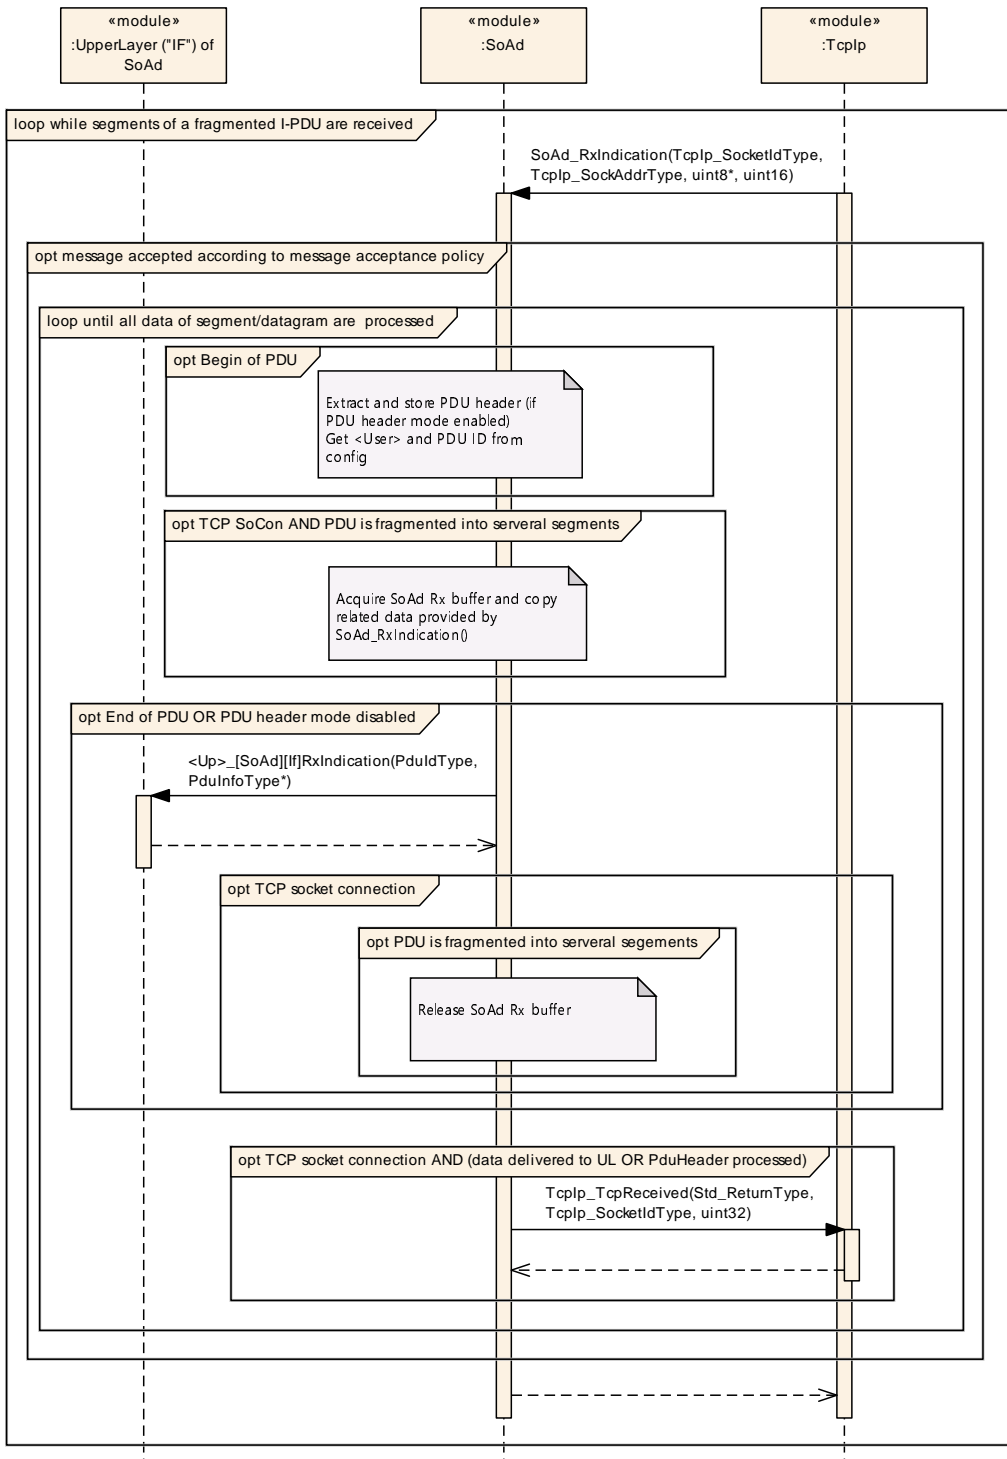 «module»
:UpperLayer ("IF") of
SoAd
«module»
:SoAd
«module»
:TcpIp
loop while segments of a fragmented I-PDU are received
SoAd_RxIndication(TcpIp_SocketIdType,
TcpIp_SockAddrType, uint8*, uint16)
opt message accepted according to message acceptance policy
loop until all data of segment/datagram are processed
opt Begin of PDU
Extract and store PDU header (if
PDU header mode enabled)
Get <User> and PDU ID from
config
opt TCP SoCon AND PDU is fragmented into serveral segments
Acquire SoAd Rx buffer and copy
related data provided by
SoAd_RxIndication()
opt End of PDU OR PDU header mode disabled
<Up>_[SoAd][If]RxIndication(PduIdType,
PduInfoType*)
opt TCP socket connection
opt PDU is fragmented into serveral segements
Release SoAd Rx buffer
opt TCP socket connection AND (data delivered to UL OR PduHeader processed)
TcpIp_TcpReceived(Std_ReturnType,
TcpIp_SocketIdType, uint32)